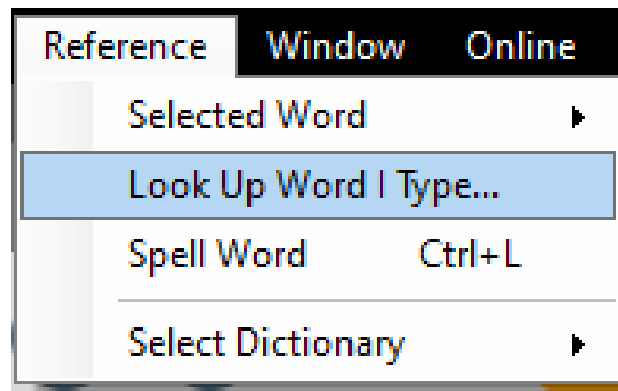 Reference Window Online
Selected Word
Look Up Word I Type...
Spell Word Ctrl+L
Select Dictionary